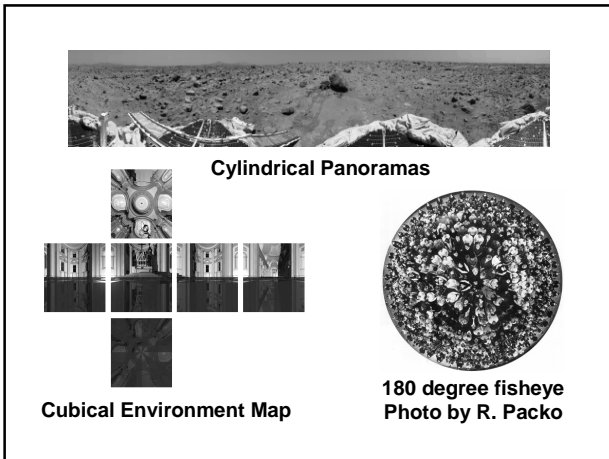 Cylindrical Panoramas
Cubical Environment Map
180 degree fisheye
Photo by R. Packo